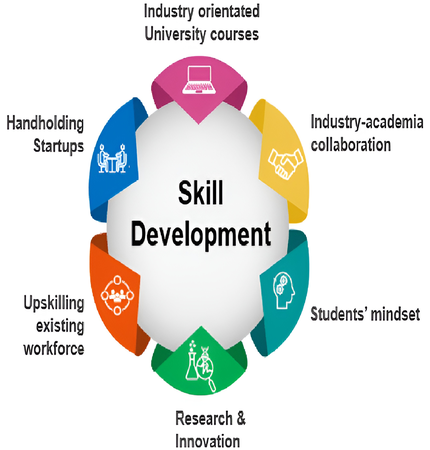 Industry orientated
University courses
Handholding
Startups
Industry-academia
collaboration
Skill
Development
Upskilling
existing
workforce
Students' mindset
Research &
Innovation